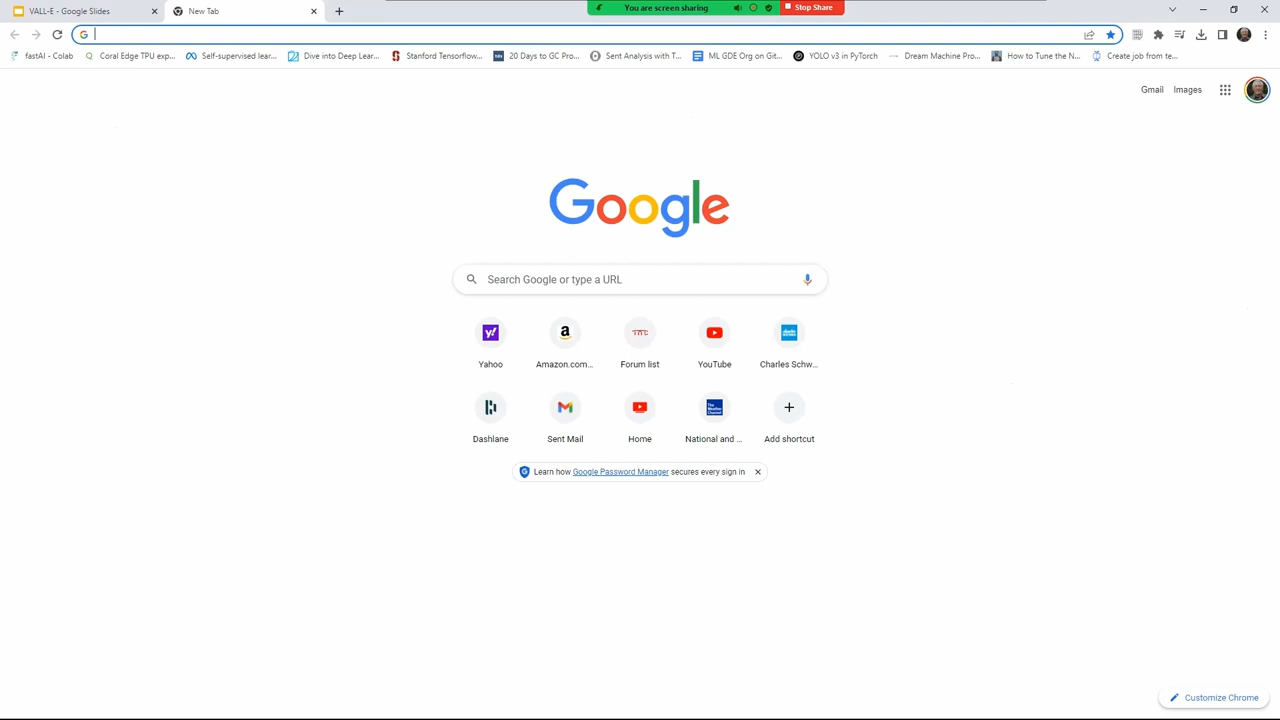 VALL-E - Google Slides
New Tab
You are screen sharing
Stop Share
fastAI - Colab
Coral Edge TPU exp...
Self-supervised lear...
Dive into Deep Lear...
Stanford Tensorflow...
20 Days to GC Pro...
Sent Analysis with T...
ML GDE Org on Git...
YOLO v3 in PyTorch
Dream Machine Pro...
How to Tune the N...
Create job from te...
Gmail
Images
Google
Search Google or type a URL
Yahoo
Amazon.com...
Forum list
YouTube
Charles Schw...
Dashlane
Sent Mail
Home
National and ...
Add shortcut
Learn how Google Password Manager secures every sign in
Customize Chrome